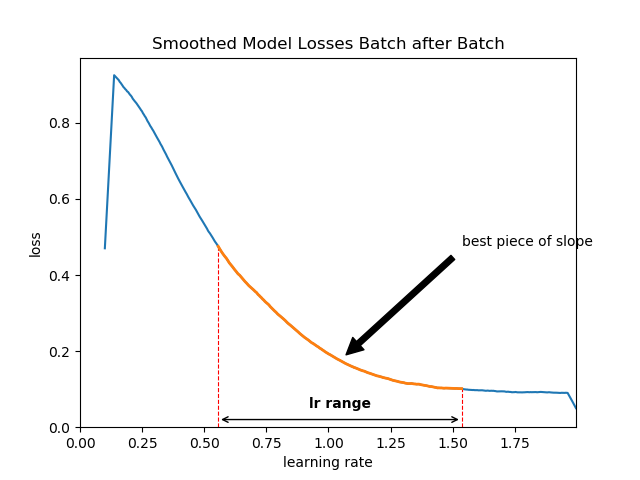 Smoothed Model Losses Batch after Batch
loss
0.8
0.6
0.4
0.2
0.0
best piece of slope
lr range
0.00 0.25 0.50 0.75 1.00 1.25 1.50 1.75
learning rate